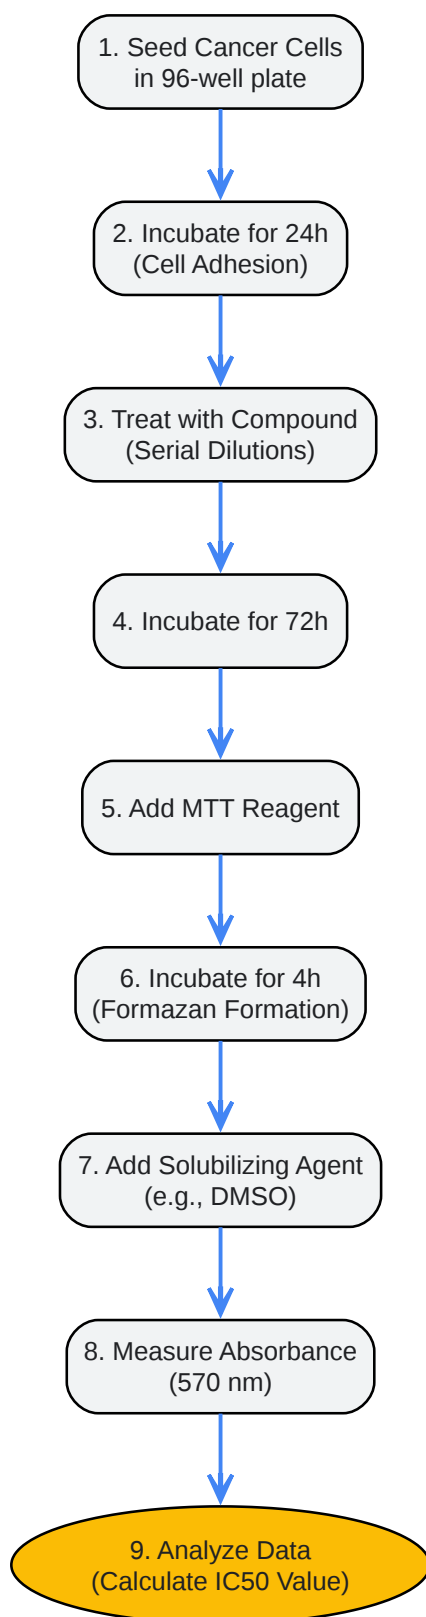 1. Seed Cancer Cells
in 96-well plate
2. Incubate for 24h
(Cell Adhesion)
3. Treat with Compound
(Serial Dilutions)
4. Incubate for 72h
5. Add MTT Reagent
6. Incubate for 4h
(Formazan Formation)
7. Add Solubilizing Agent
(e.g., DMSO)
8. Measure Absorbance
(570 nm)
9. Analyze Data
(Calculate IC50 Value)